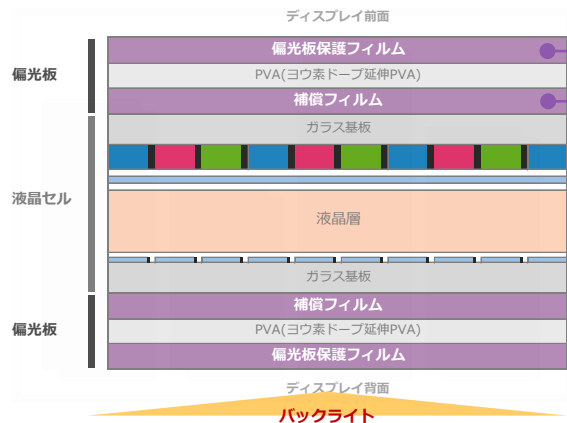 ディスプレイ前面
偏光板保護フィルム
偏光板
PVA(ヨウ素ドープ延伸PVA)
補償フィルム
ガラス基板
液晶セル
液晶層
ガラス基板
補償フィルム
偏光板
PVA(ヨウ素ドープ延伸PVA)
偏光板保護フィルム
ディスプレイ背面
バックライト